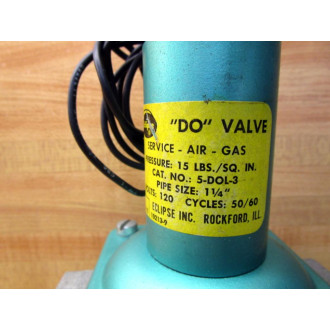 "DO" VALVE
SERVICE - AIR - GAS
PRESSURE: 15 LBS./SQ. IN.
CAT. NO.: 5-DOL-3
PIPE SIZE: 1¼"
VOLTS: 120 CYCLES: 50/60
ECLIPSE INC. ROCKFORD, ILL.